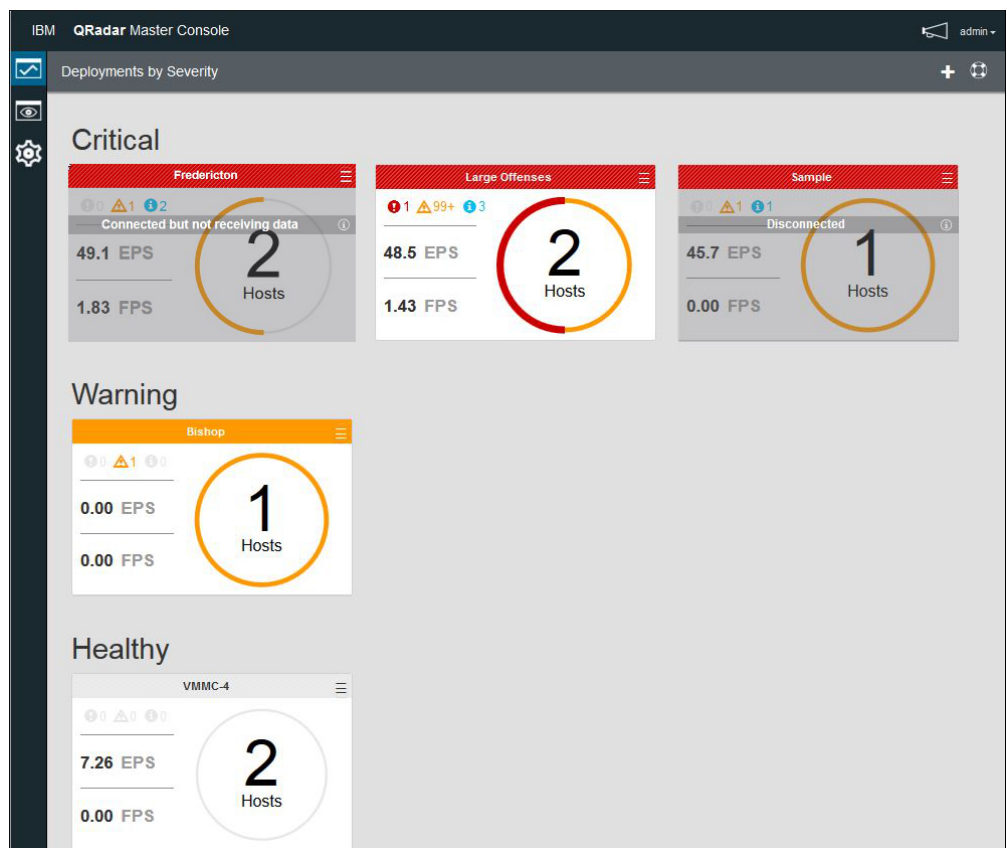 IBM QRadar Master Console
admin
Deployments by Severity
Critical
Fredericton
0 1 2
Connected but not receiving data
49.1 EPS
1.83 FPS
2
Hosts
Large Offenses
1 99+ 3
48.5 EPS
1.43 FPS
2
Hosts
Sample
0 1 1
Disconnected
45.7 EPS
0.00 FPS
1
Hosts
Warning
Bishop
0 1 0
0.00 EPS
0.00 FPS
1
Hosts
Healthy
VMMC-4
0 0 0
7.26 EPS
0.00 FPS
2
Hosts